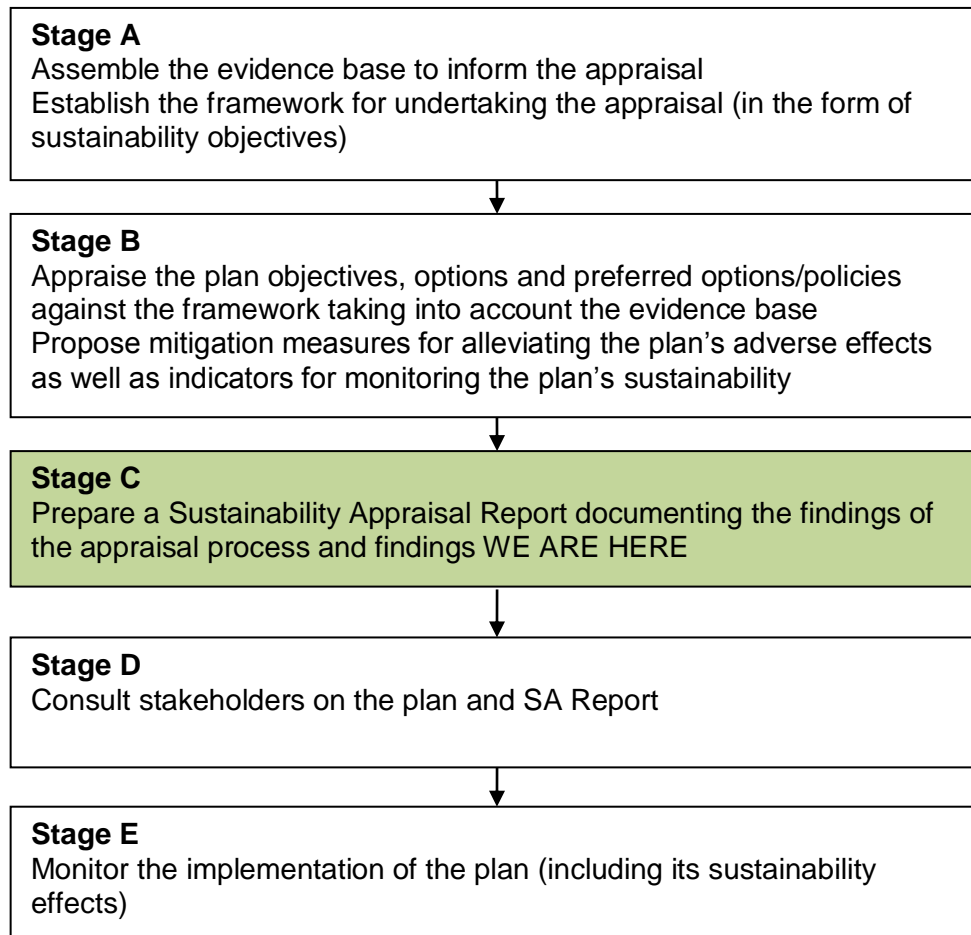 Stage A
Assemble the evidence base to inform the appraisal
Establish the framework for undertaking the appraisal (in the form of
sustainability objectives)
Stage B
Appraise the plan objectives, options and preferred options/policies
against the framework taking into account the evidence base
Propose mitigation measures for alleviating the plan’s adverse effects
as well as indicators for monitoring the plan’s sustainability
Stage C
Prepare a Sustainability Appraisal Report documenting the findings of
the appraisal process and findings WE ARE HERE
Stage D
Consult stakeholders on the plan and SA Report
Stage E
Monitor the implementation of the plan (including its sustainability
effects)